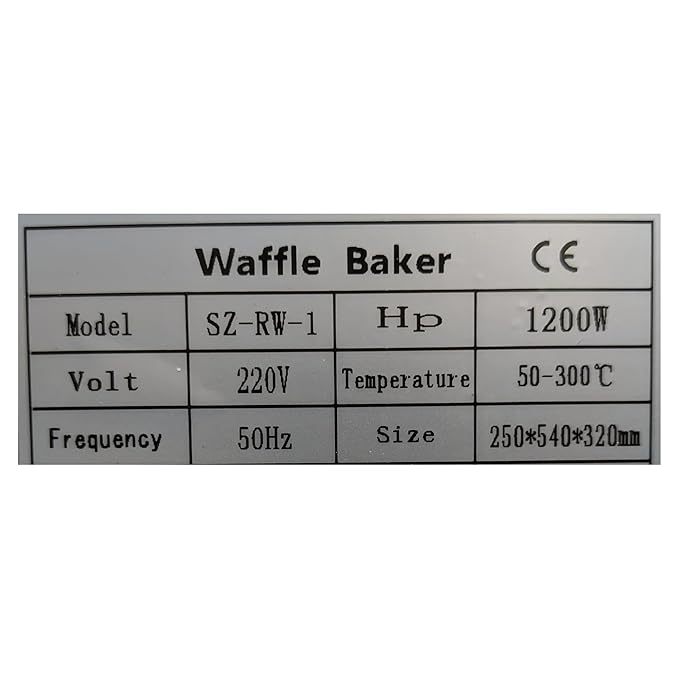 Waffle Baker CE
Model SZ-RW-1 Hp 1200W
Volt 220V Temperature 50-300℃
Frequency 50Hz Size 250*540*320mm